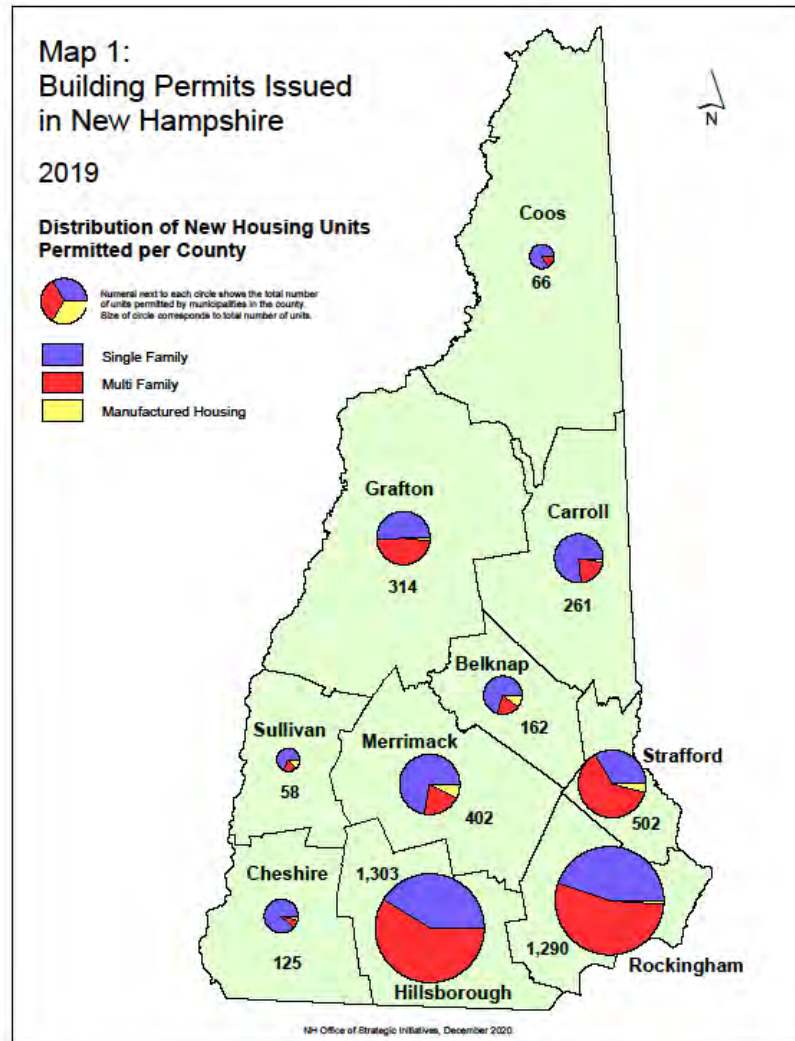 Map 1:
Building Permits Issued
in New Hampshire
2019
N
Distribution of New Housing Units
Permitted per County
Numeral next to each circle shows the total number
of units permitted by municipalities in the county.
Size of circle corresponds to total number of units.
Single Family
Multi Family
Manufactured Housing
Coos
66
Grafton
314
Carroll
261
Belknap
162
Sullivan
58
Merrimack
402
Strafford
502
Cheshire
125
1,303
Hillsborough
1,290
Rockingham
NH Office of Strategic Initiatives, December 2020